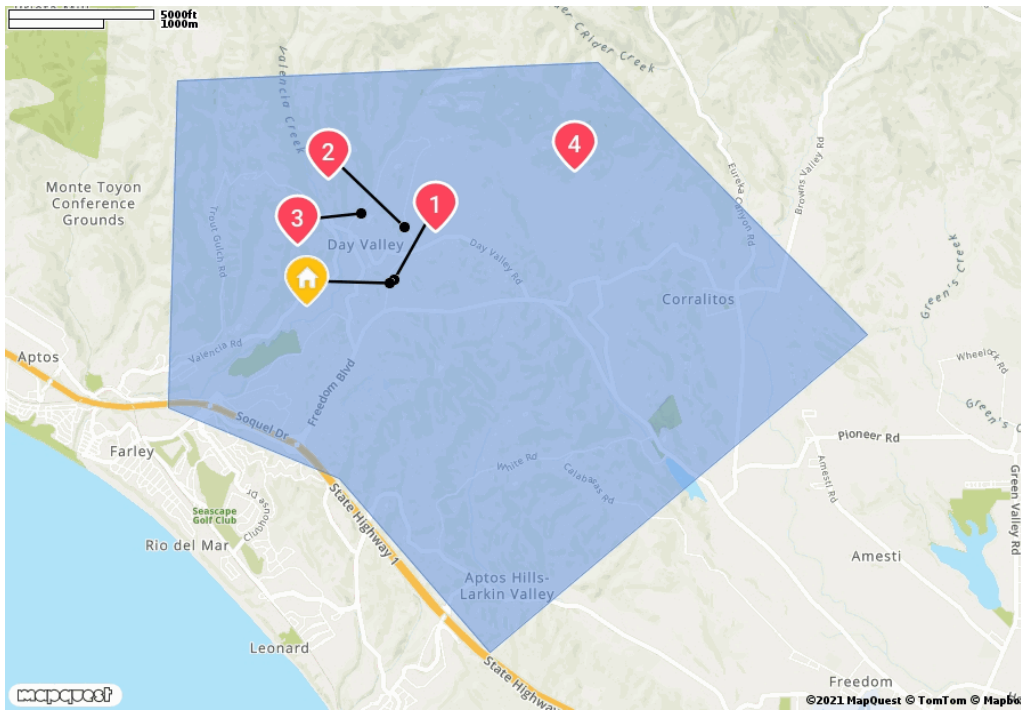 5000ft
1000m
Valencia Creek
Creek
2
4
1
3
Monte Toyon
Conference
Grounds
Trout Gulch Rd
Day Valley
Day Valley Rd
Eureka Canyon Rd
Browns Valley Rd
Green's Creek
Corralitos
Valencia Rd
Aptos
Freedom Blvd
Wheelock Rd
Soquel Dr
Farley
Pioneer Rd
White Rd
Calabasas Rd
Amesti Rd
Green Valley Rd
Seascape
Golf Club
Clubhouse Dr
State Highway 1
Rio del Mar
Amesti
Aptos Hills-
Larkin Valley
Leonard
State Highway
Freedom
mapquest
©2021 MapQuest © TomTom © Mapbo